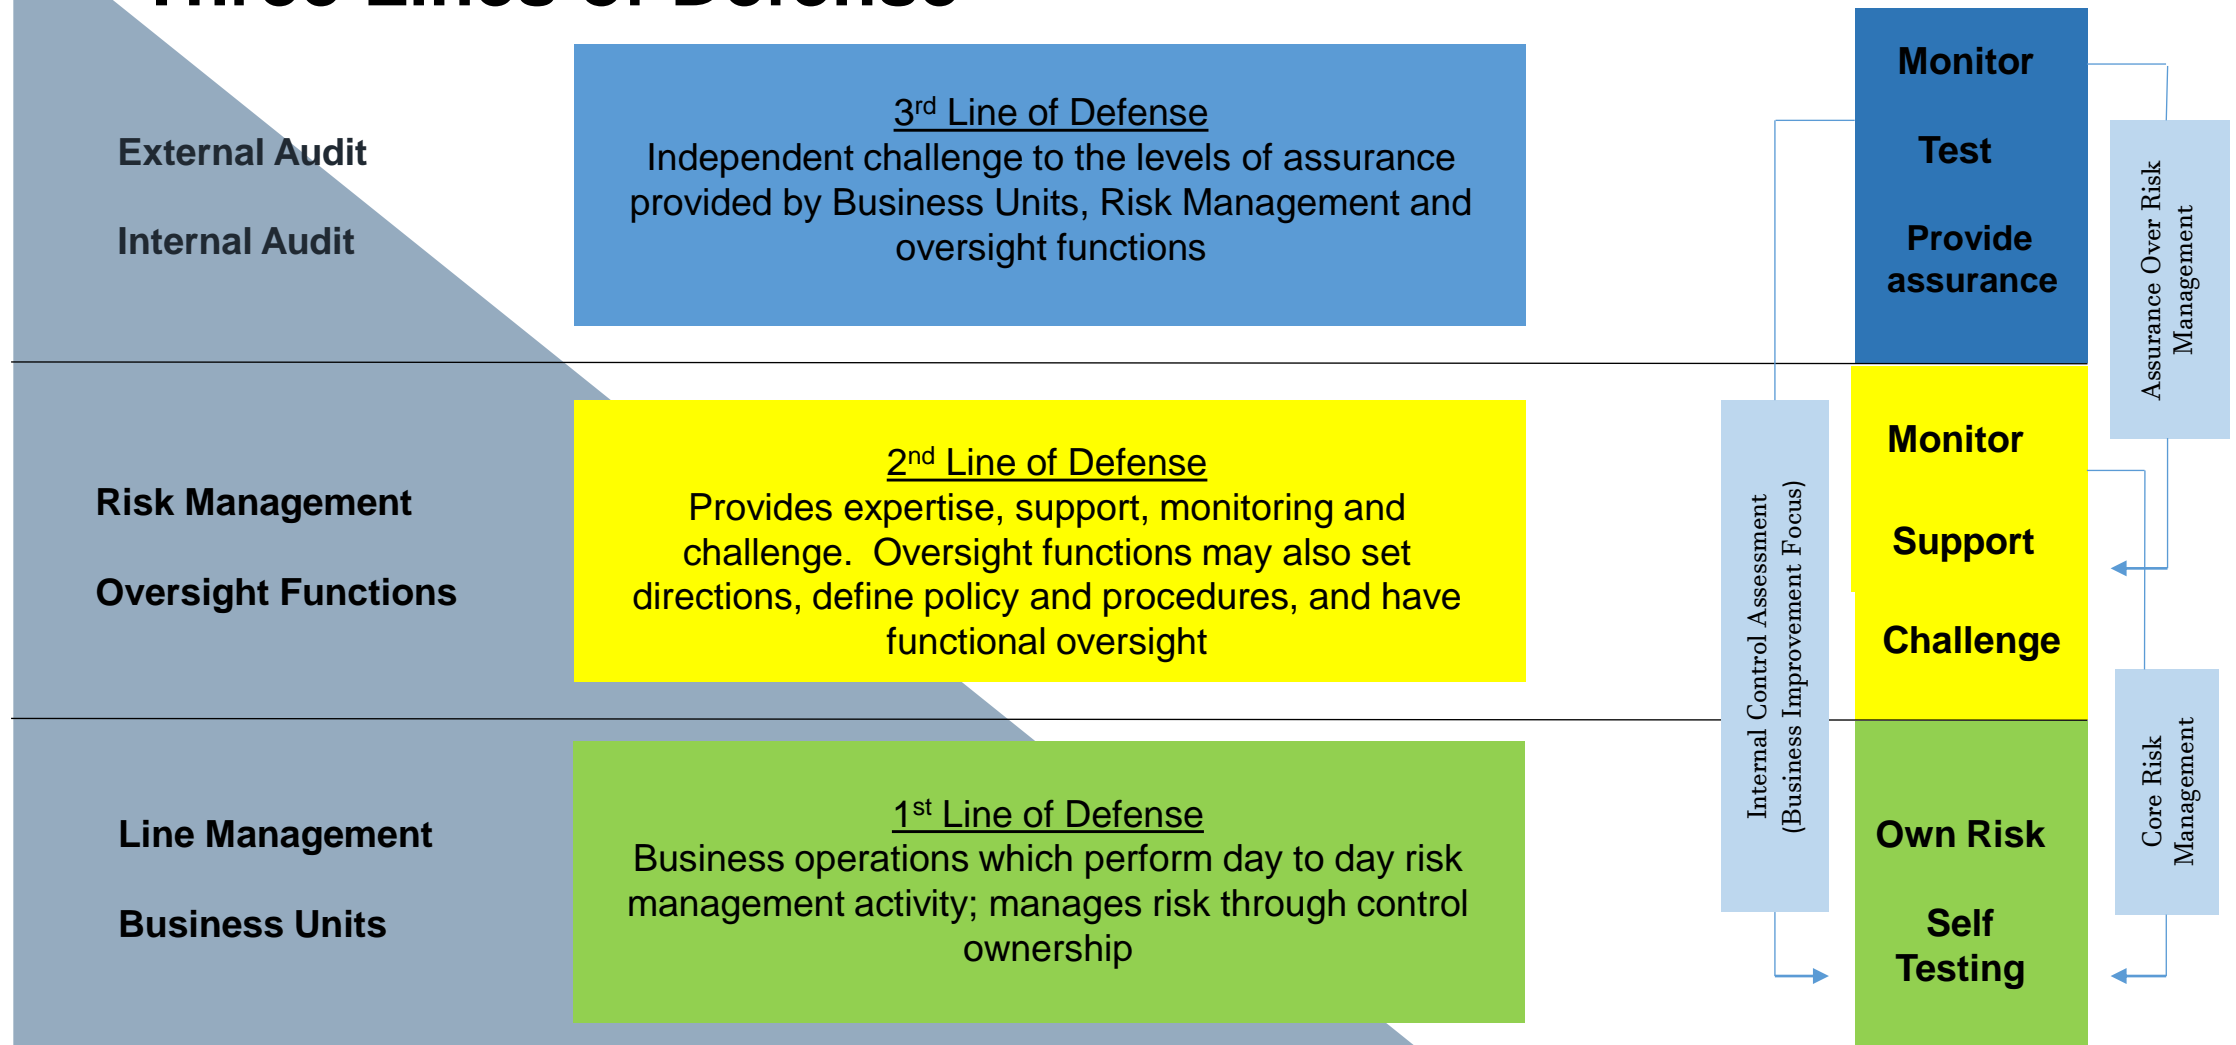 Three Lines of Defense
External Audit
Internal Audit
3rd Line of Defense
Independent challenge to the levels of assurance
provided by Business Units, Risk Management and
oversight functions
Monitor
Test
Provide
assurance
Assurance Over Risk
Management
Risk Management
Oversight Functions
2nd Line of Defense
Provides expertise, support, monitoring and
challenge.  Oversight functions may also set
directions, define policy and procedures, and have
functional oversight
Internal Control Assessment
(Business Improvement Focus)
Monitor
Support
Challenge
Line Management
Business Units
1st Line of Defense
Business operations which perform day to day risk
management activity; manages risk through control
ownership
Own Risk
Self
Testing
Core Risk
Management